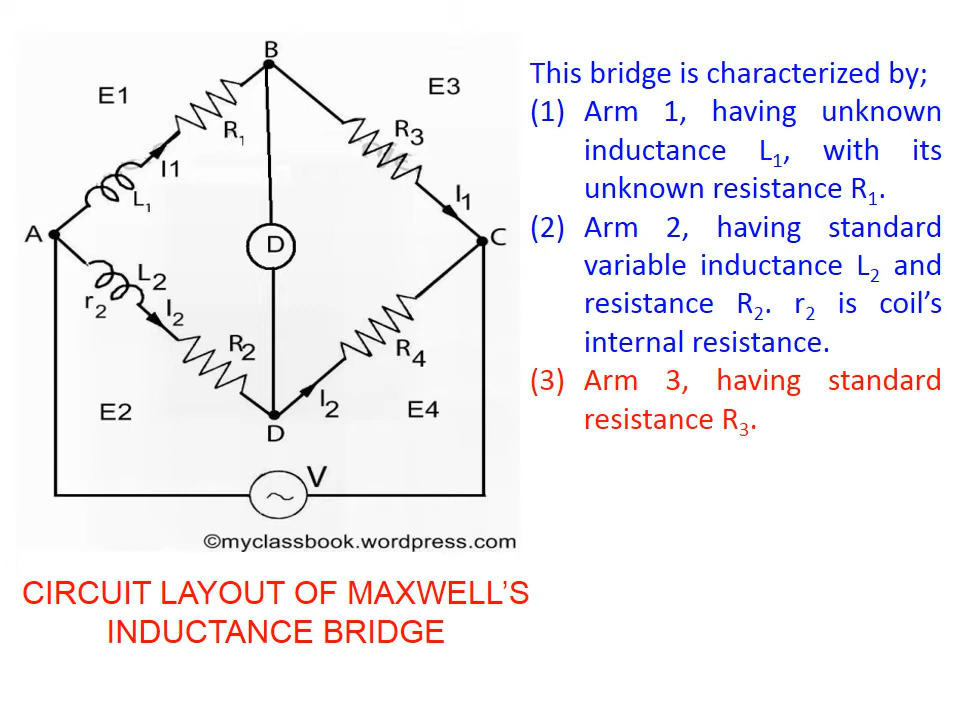 B
E1
E3
R1
R3
I1
L1
I1
A
D
C
L2
r2
I2
R2
R4
I2
E2
E4
D
V
©myclassbook.wordpress.com
CIRCUIT LAYOUT OF MAXWELL'S
INDUCTANCE BRIDGE
This bridge is characterized by;
(1) Arm 1, having unknown
inductance L1, with its
unknown resistance R1.
(2) Arm 2, having standard
variable inductance L2 and
resistance R2. r2 is coil's
internal resistance.
(3) Arm 3, having standard
resistance R3.